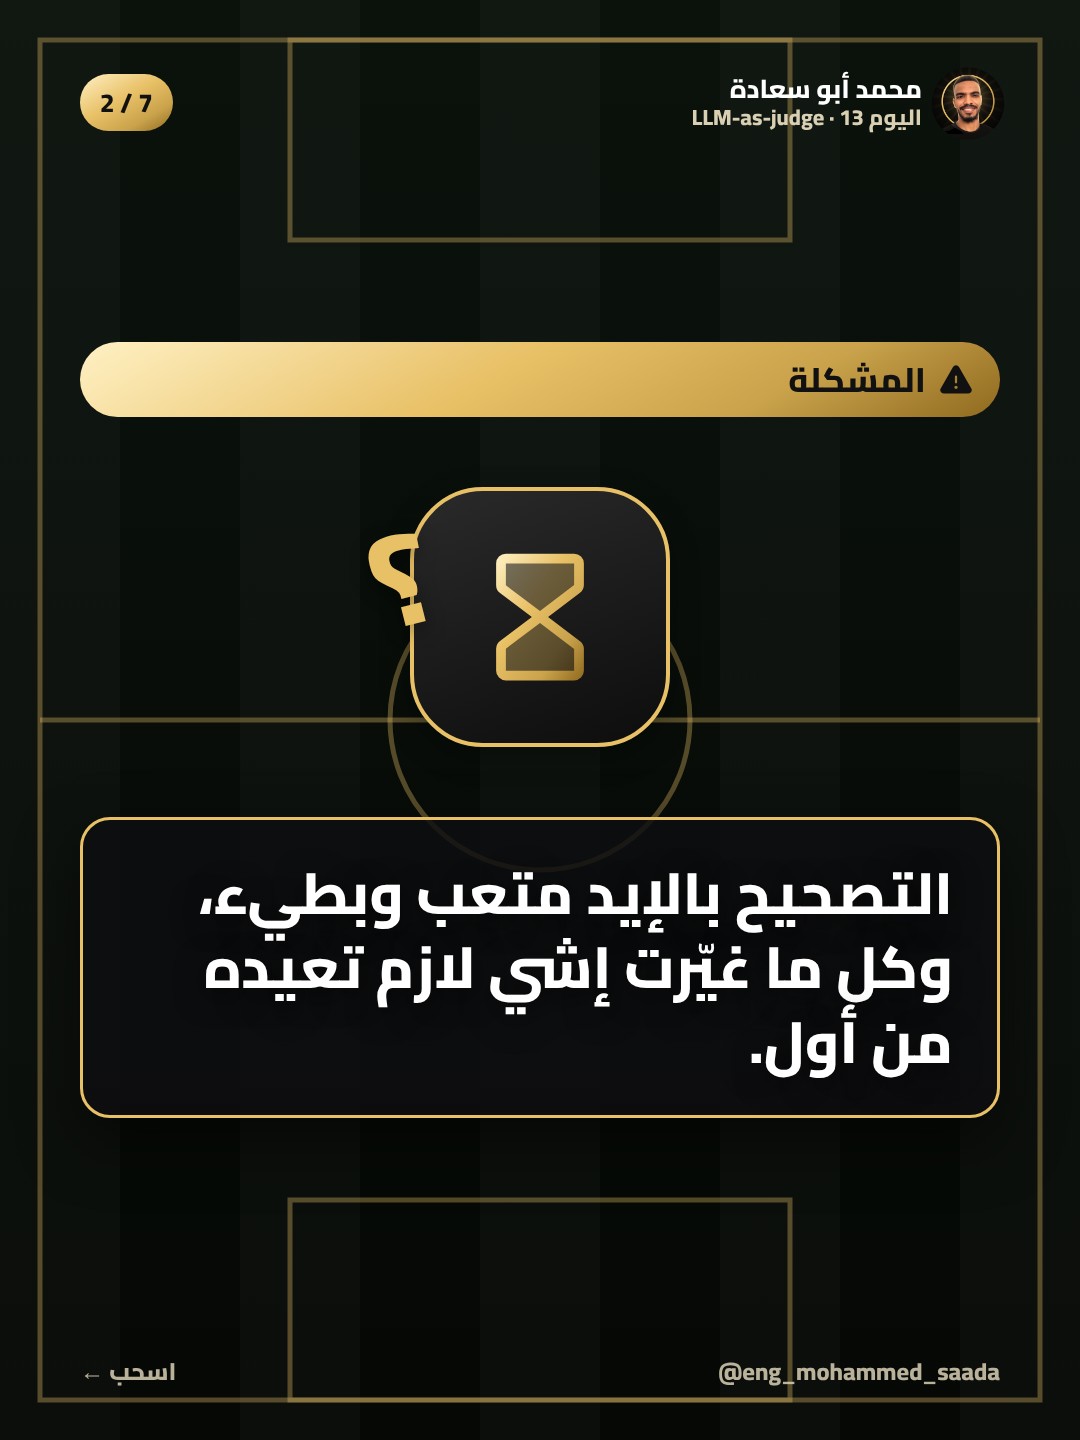 محمد أبو سعادة
اليوم 13 · LLM-as-judge
2 / 7
المشكلة
؟
التصحيح بالإيد متعب وبطيء،
وكل ما غيّرت إشي لازم تعيده
من أول.
@eng_mohammed_saada
اسحب ←